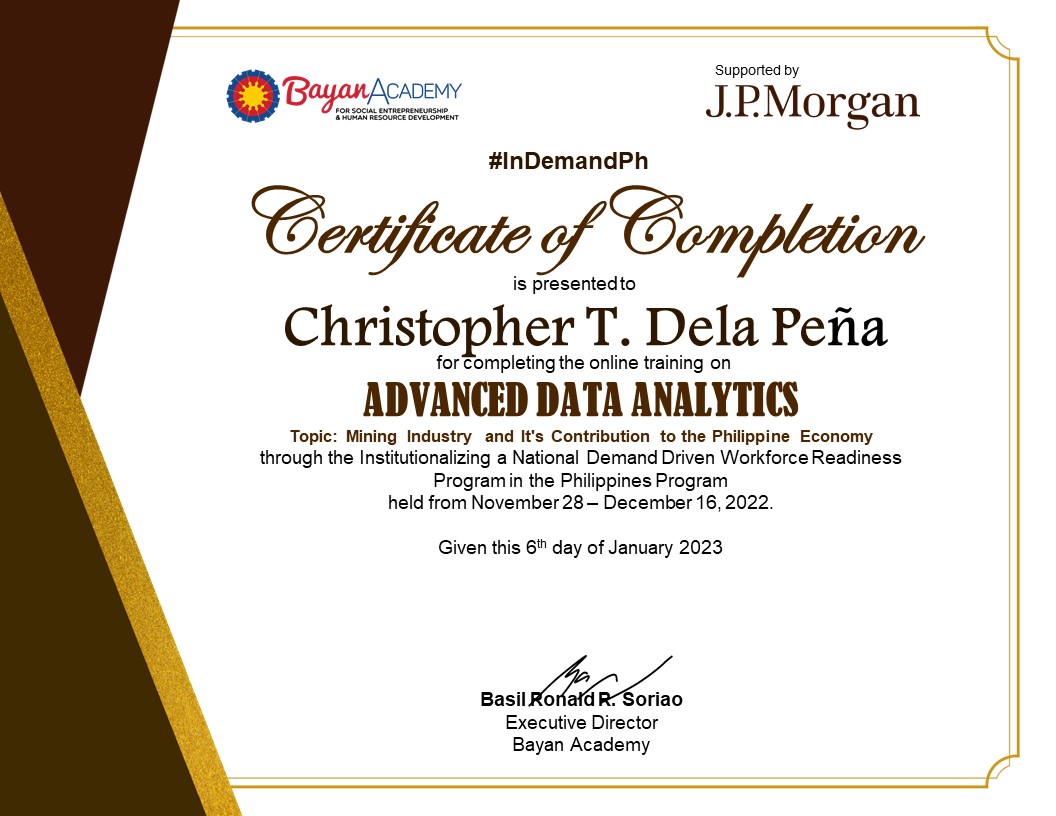 Bayan ACADEMY
FOR SOCIAL ENTREPRENEURSHIP
& HUMAN RESOURCE DEVELOPMENT
Supported by
J.P.Morgan
#InDemandPh
Certificate of Completion
is presented to
Christopher T. Dela Peña
for completing the online training on
ADVANCED DATA ANALYTICS
Topic: Mining Industry and It's Contribution to the Philippine Economy
through the Institutionalizing a National Demand Driven Workforce Readiness
Program in the Philippines Program
held from November 28 – December 16, 2022.
Given this 6th day of January 2023
Basil Ronald R. Soriao
Executive Director
Bayan Academy